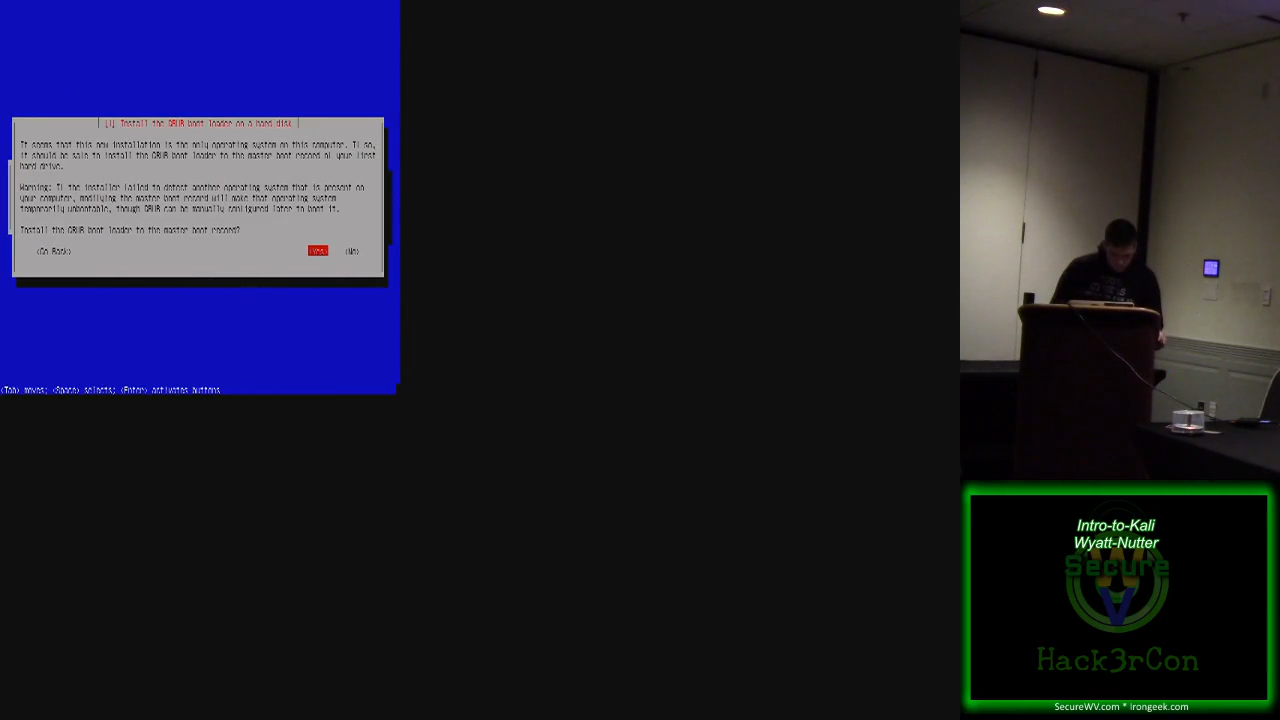 [!] Install the GRUB boot loader on a hard disk
It seems that this new installation is the only operating system on this computer. If so,
it should be safe to install the GRUB boot loader to the master boot record of your first
hard drive.
Warning: If the installer failed to detect another operating system that is present on
your computer, modifying the master boot record will make that operating system
temporarily unbootable, though GRUB can be manually configured later to boot it.
Install the GRUB boot loader to the master boot record?
<Go Back> <Yes> <No>
<Tab> moves; <Space> selects; <Enter> activates buttons
Intro-to-Kali
Wyatt-Nutter
Secure
W
V
Hack3rCon
SecureWV.com * irongeek.com